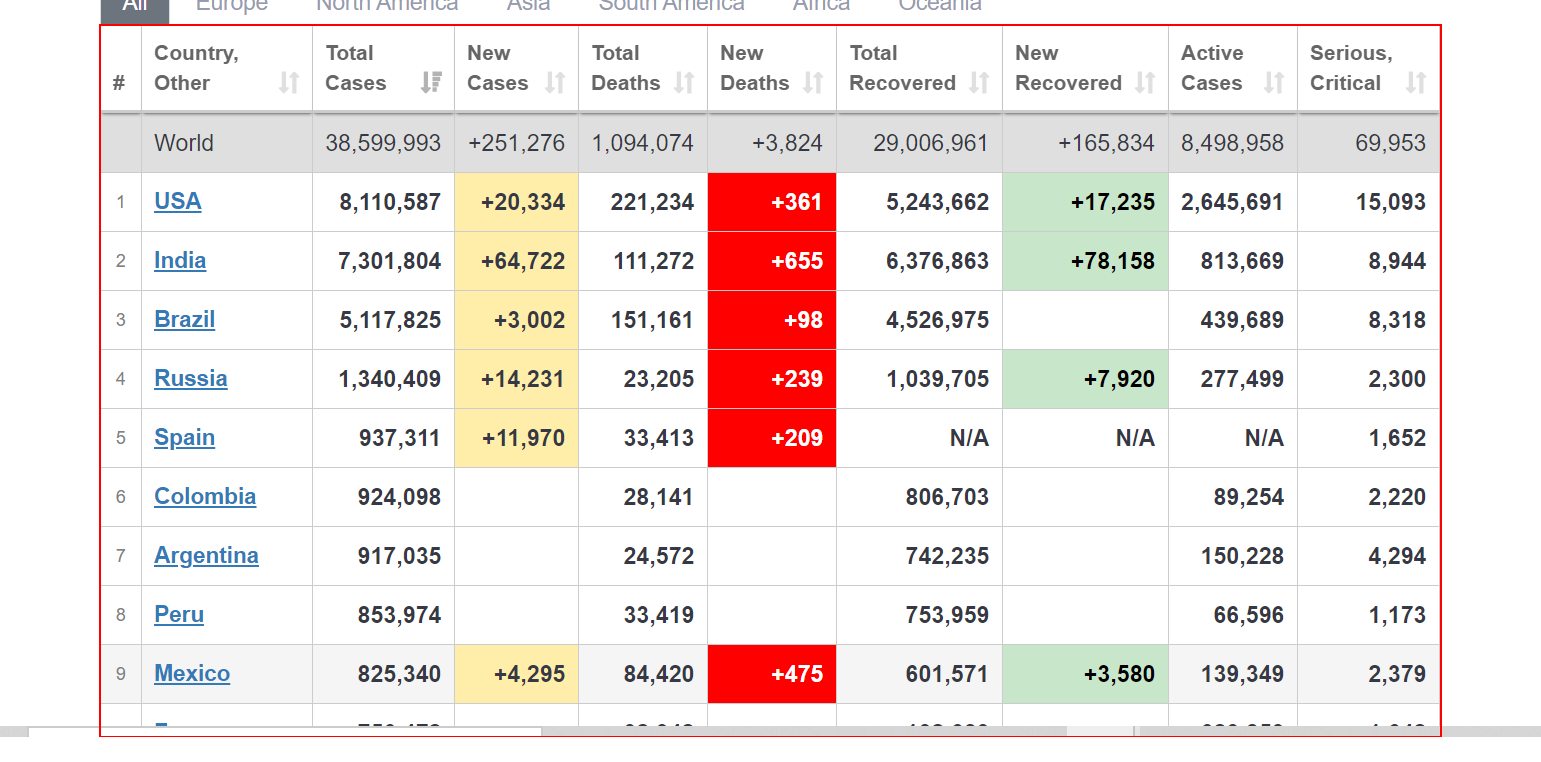 All Europe North America Asia South America Africa Oceania
# Country, Other Total Cases New Cases Total Deaths New Deaths Total Recovered New Recovered Active Cases Serious, Critical
World 38,599,993 +251,276 1,094,074 +3,824 29,006,961 +165,834 8,498,958 69,953
1 USA 8,110,587 +20,334 221,234 +361 5,243,662 +17,235 2,645,691 15,093
2 India 7,301,804 +64,722 111,272 +655 6,376,863 +78,158 813,669 8,944
3 Brazil 5,117,825 +3,002 151,161 +98 4,526,975 439,689 8,318
4 Russia 1,340,409 +14,231 23,205 +239 1,039,705 +7,920 277,499 2,300
5 Spain 937,311 +11,970 33,413 +209 N/A N/A N/A 1,652
6 Colombia 924,098 28,141 806,703 89,254 2,220
7 Argentina 917,035 24,572 742,235 150,228 4,294
8 Peru 853,974 33,419 753,959 66,596 1,173
9 Mexico 825,340 +4,295 84,420 +475 601,571 +3,580 139,349 2,379